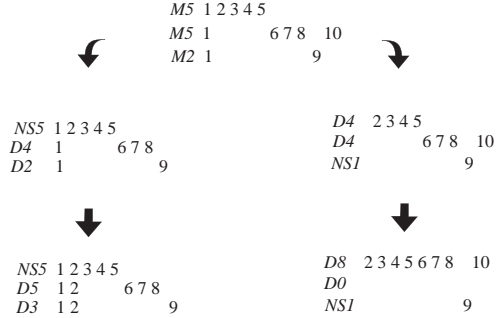 M5 1 2 3 4 5
M5 1 6 7 8 10
M2 1 9
NS5 1 2 3 4 5
D4 1 6 7 8
D2 1 9
D4 2 3 4 5
D4 6 7 8 10
NS1 9
NS5 1 2 3 4 5
D5 1 2 6 7 8
D3 1 2 9
D8 2 3 4 5 6 7 8 10
D0
NS1 9